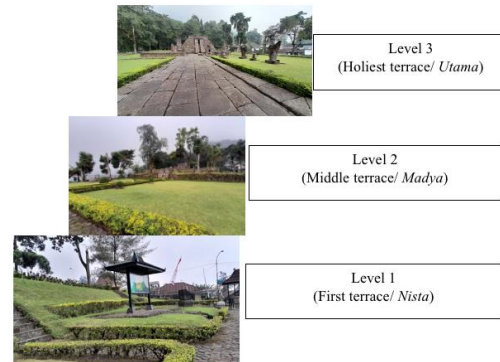 Level 3
(Holiest terrace/ Utama)
Level 2
(Middle terrace/ Madya)
Level 1
(First terrace/ Nista)